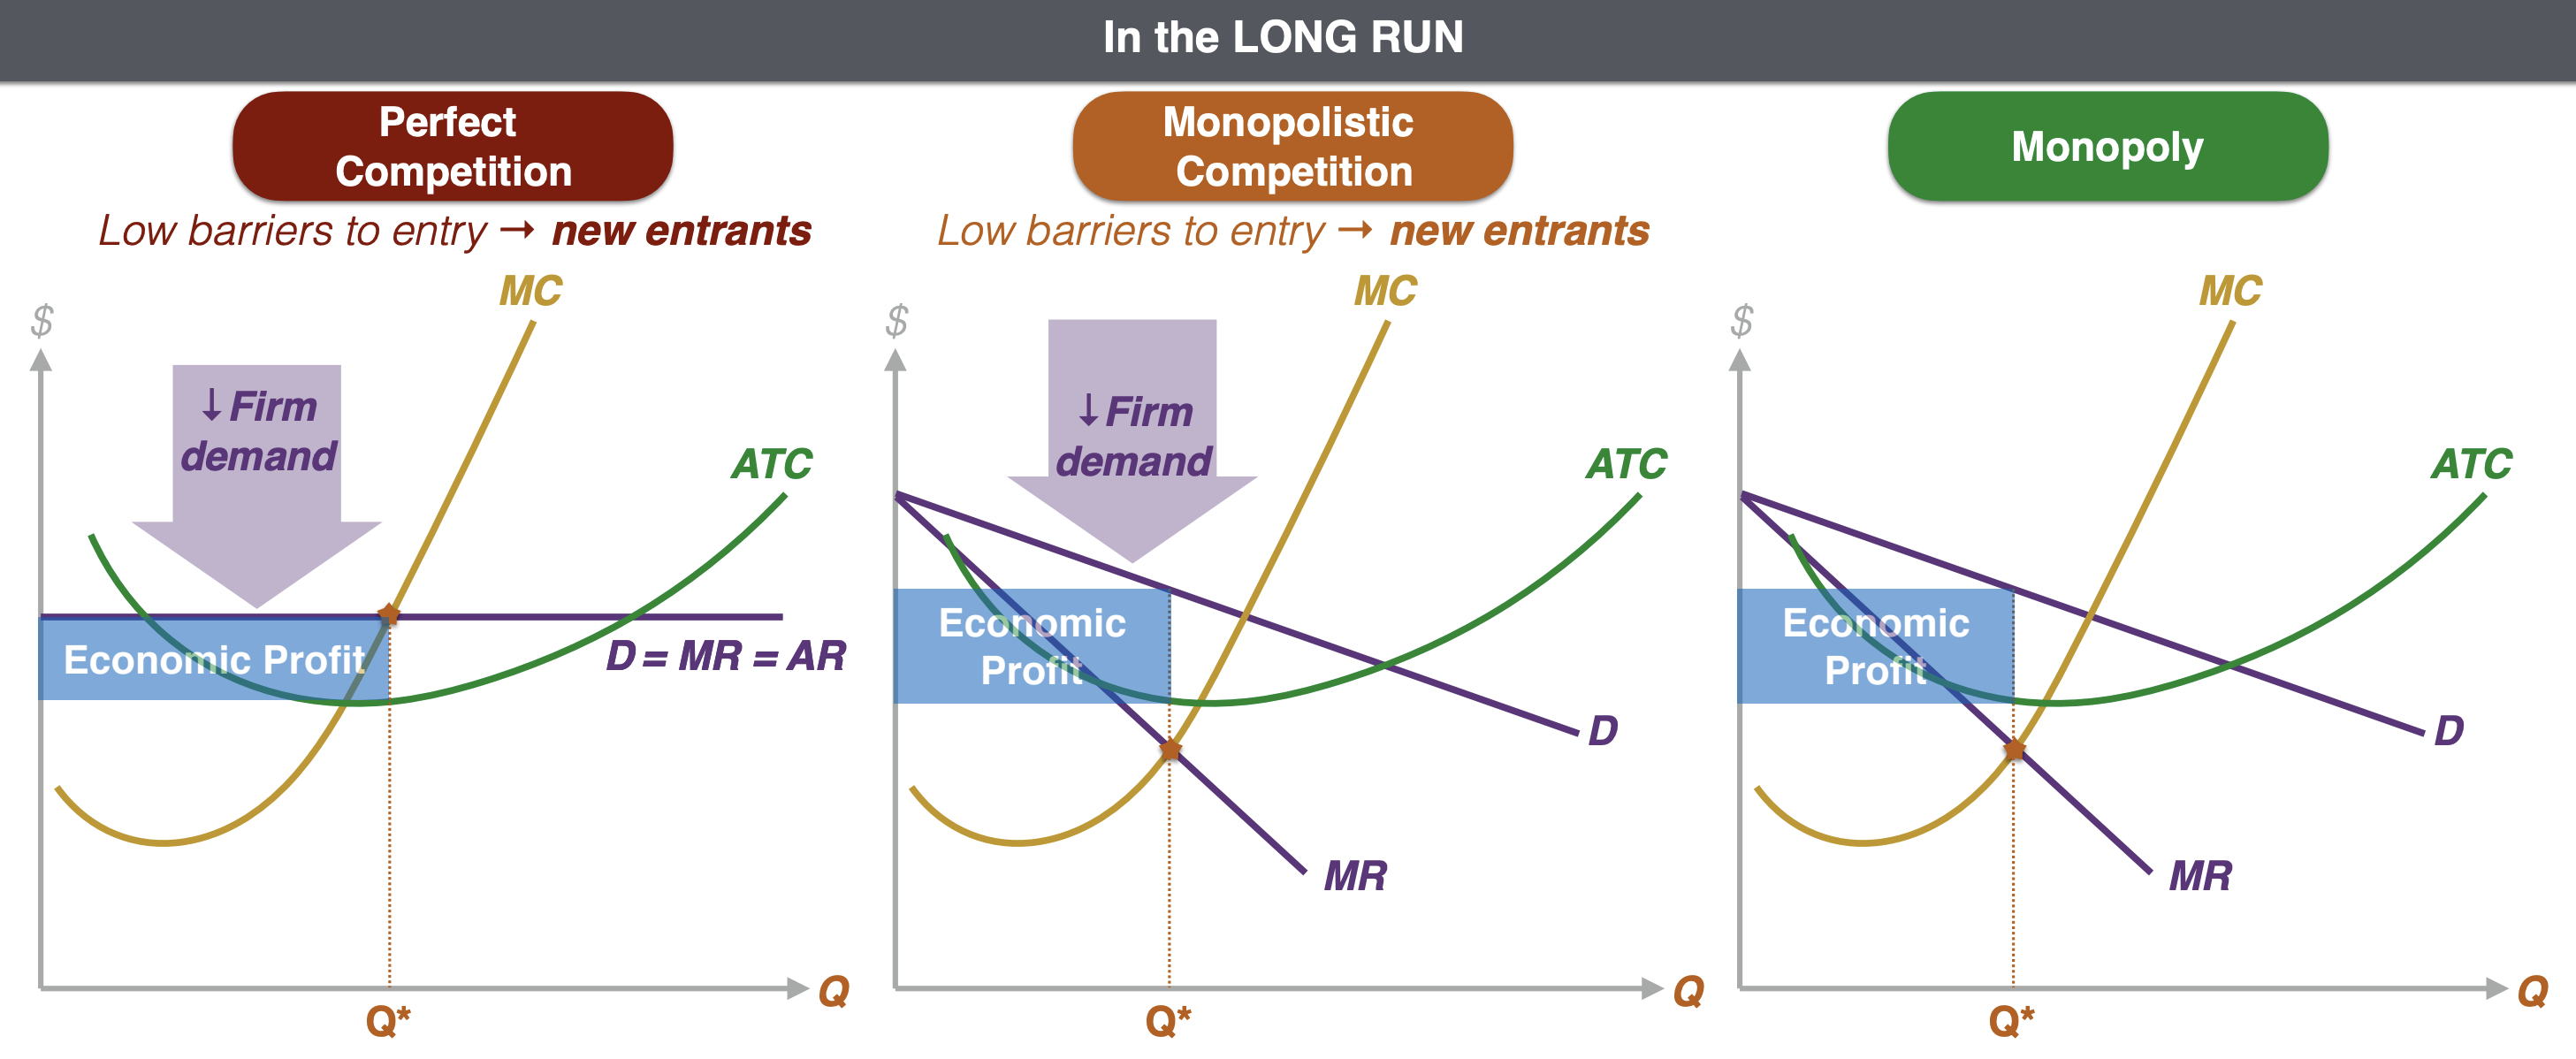 In the LONG RUN
Perfect
Competition
Low barriers to entry → new entrants
$
MC
↓Firm
demand
ATC
Economic Profit
D = MR = AR
Q
Q*
Monopolistic
Competition
Low barriers to entry → new entrants
$
MC
↓Firm
demand
ATC
Economic
Profit
D
MR
Q
Q*
Monopoly
$
MC
ATC
Economic
Profit
D
MR
Q
Q*